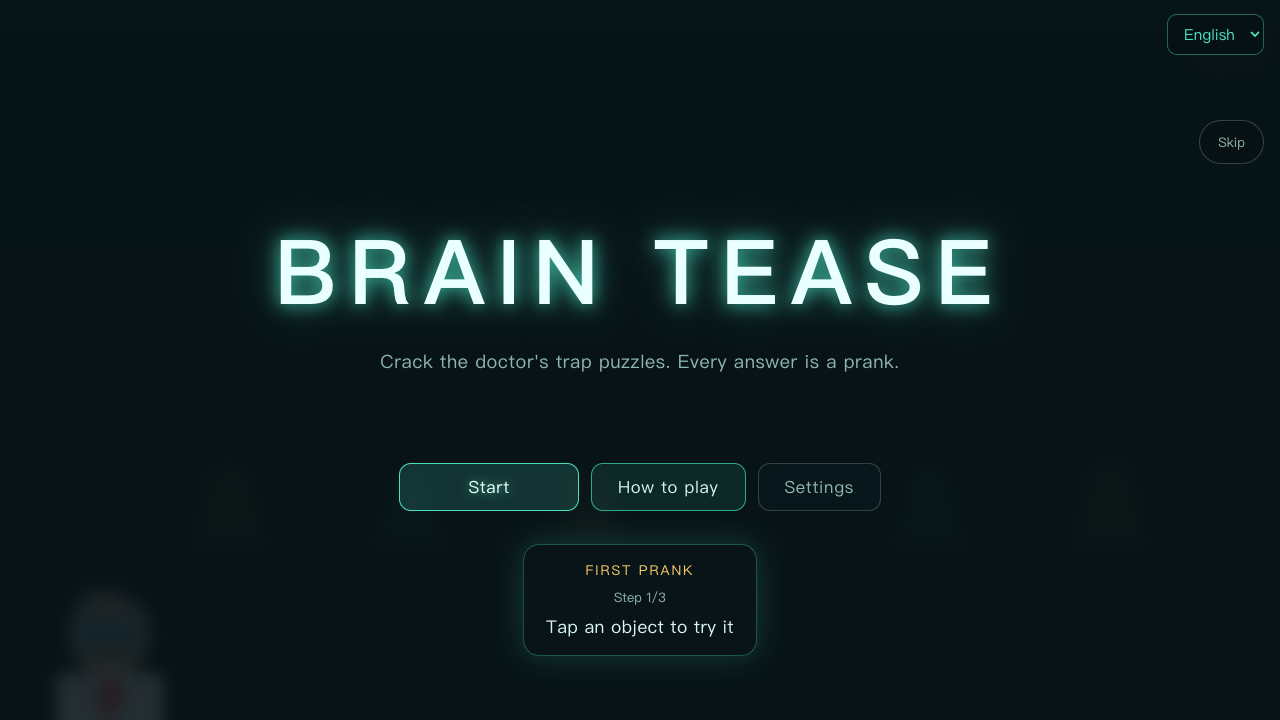 English
Skip
BRAIN TEASE
Crack the doctor's trap puzzles. Every answer is a prank.
Start
How to play
Settings
FIRST PRANK
Step 1/3
Tap an object to try it